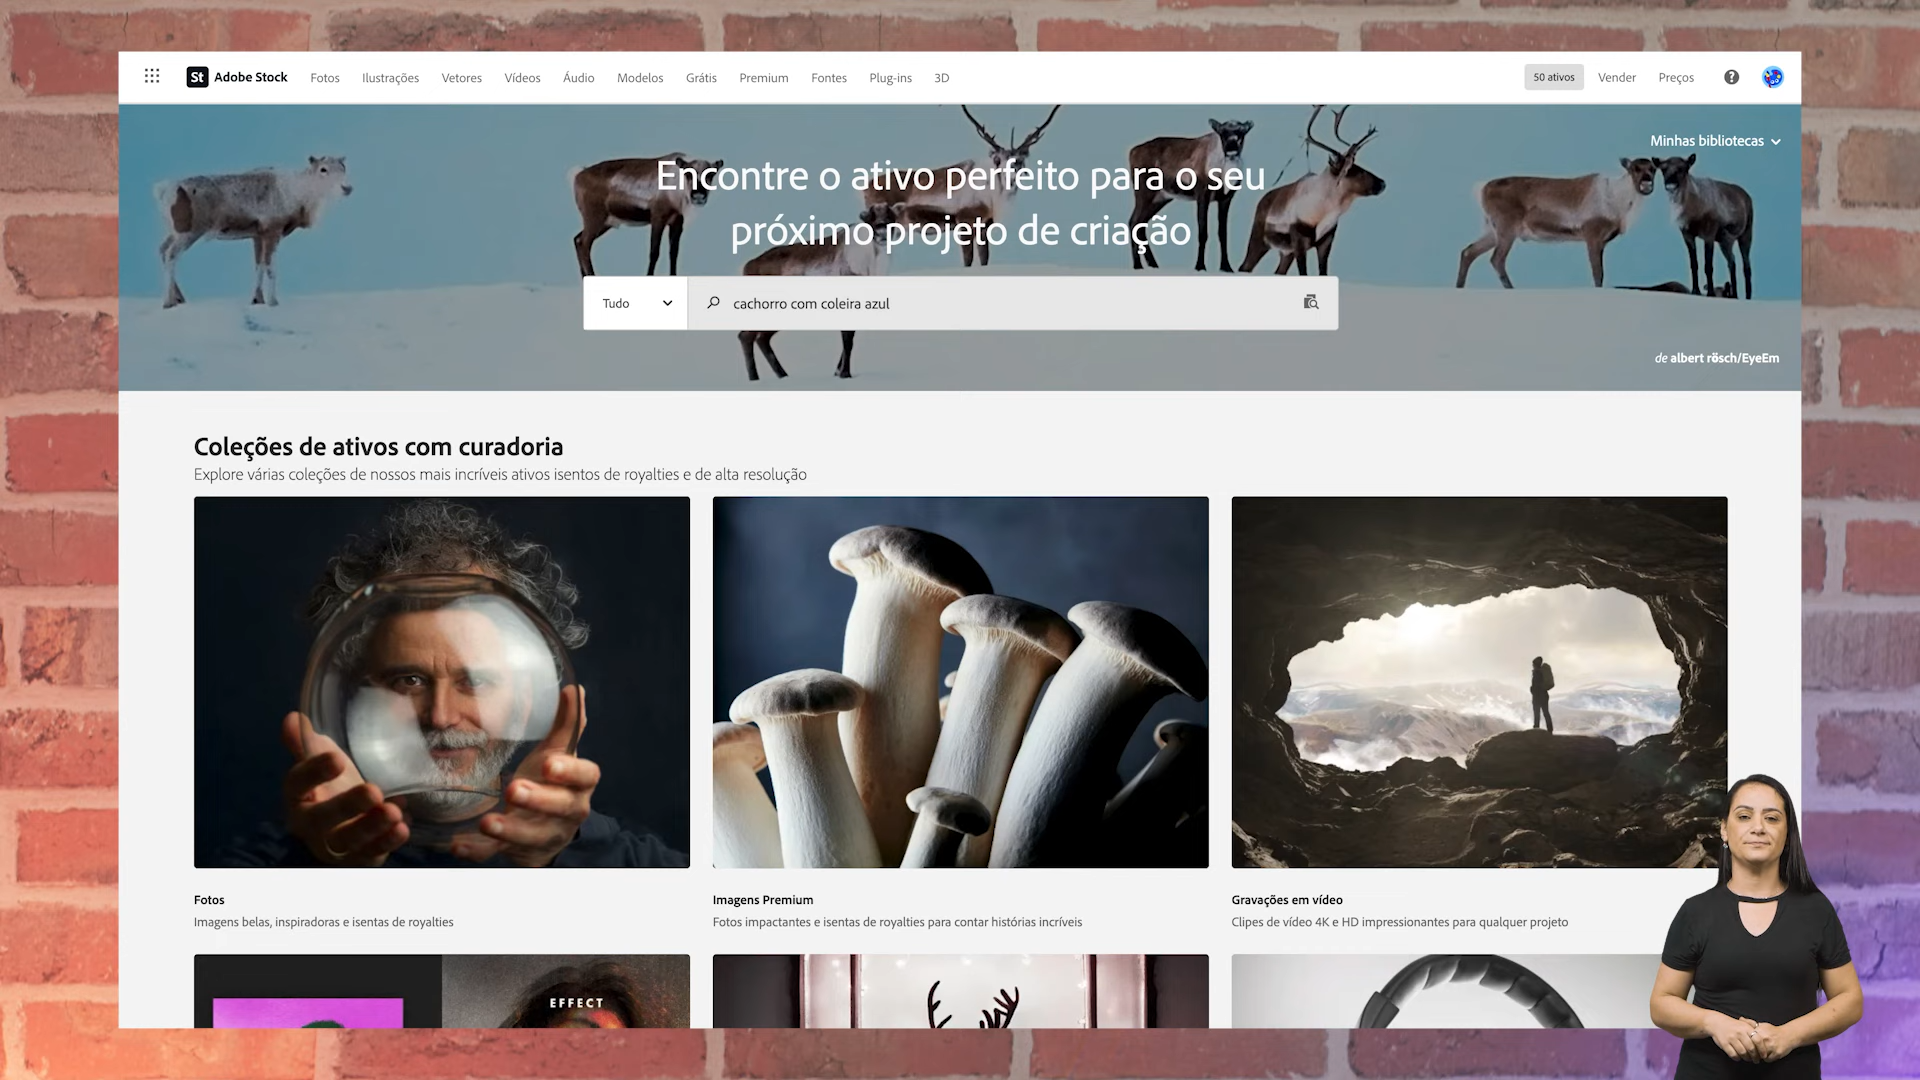 St Adobe Stock Fotos Ilustrações Vetores Vídeos Áudio Modelos Grátis Premium Fontes Plug-ins 3D 50 ativos Vender Preços ?
Minhas bibliotecas
Encontre o ativo perfeito para o seu
próximo projeto de criação
Tudo cachorro com coleira azul
de albert rösch/EyeEm
Coleções de ativos com curadoria
Explore várias coleções de nossos mais incríveis ativos isentos de royalties e de alta resolução
Fotos
Imagens belas, inspiradoras e isentas de royalties
Imagens Premium
Fotos impactantes e isentas de royalties para contar histórias incríveis
Gravações em vídeo
Clipes de vídeo 4K e HD impressionantes para qualquer projeto
EFFECT